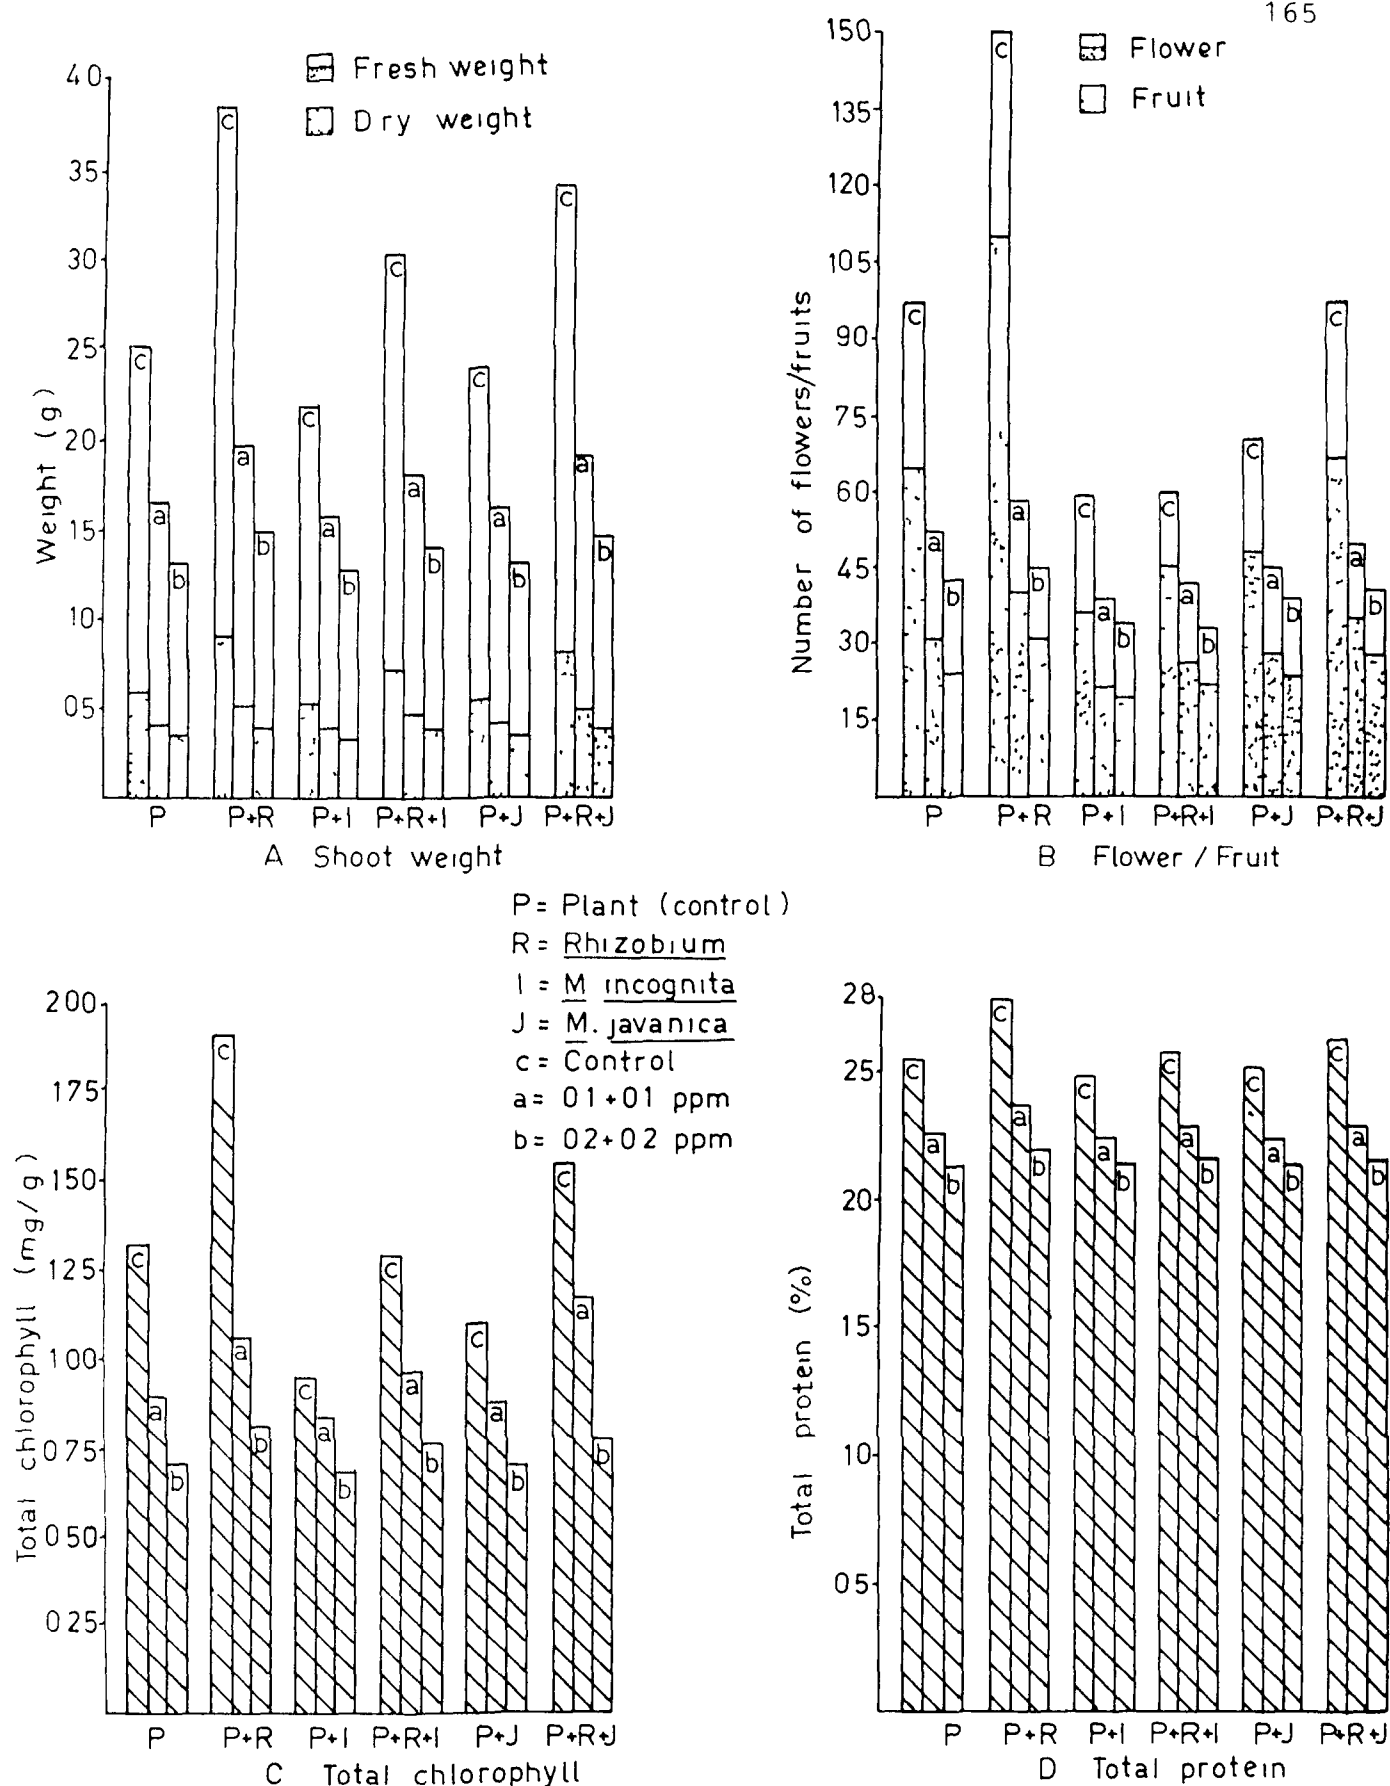 165
Fresh weight
Dry weight
40
35
30
25
20
15
10
05
Weight (g)
c a b c a b c a b c a b c a b c a b
P P+R P+I P+R+I P+J P+R+J
A Shoot weight
Flower
Fruit
150
135
120
105
90
75
60
45
30
15
Number of flowers/fruits
c a b c a b c a b c a b c a b c a b
P P+R P+I P+R+I P+J P+R+J
B Flower / Fruit
P= Plant (control)
R= Rhizobium
I = M incognita
J = M. javanica
c= Control
a= 01+01 ppm
b= 02+02 ppm
200
175
150
125
100
075
050
025
Total chlorophyll (mg/g)
c a b c a b c a b c a b c a b c a b
P P+R P+I P+R+I P+J P+R+J
C Total chlorophyll
28
25
20
15
10
05
Total protein (%)
c a b c a b c a b c a b c a b c a b
P P+R P+I P+R+I P+J P+R+J
D Total protein